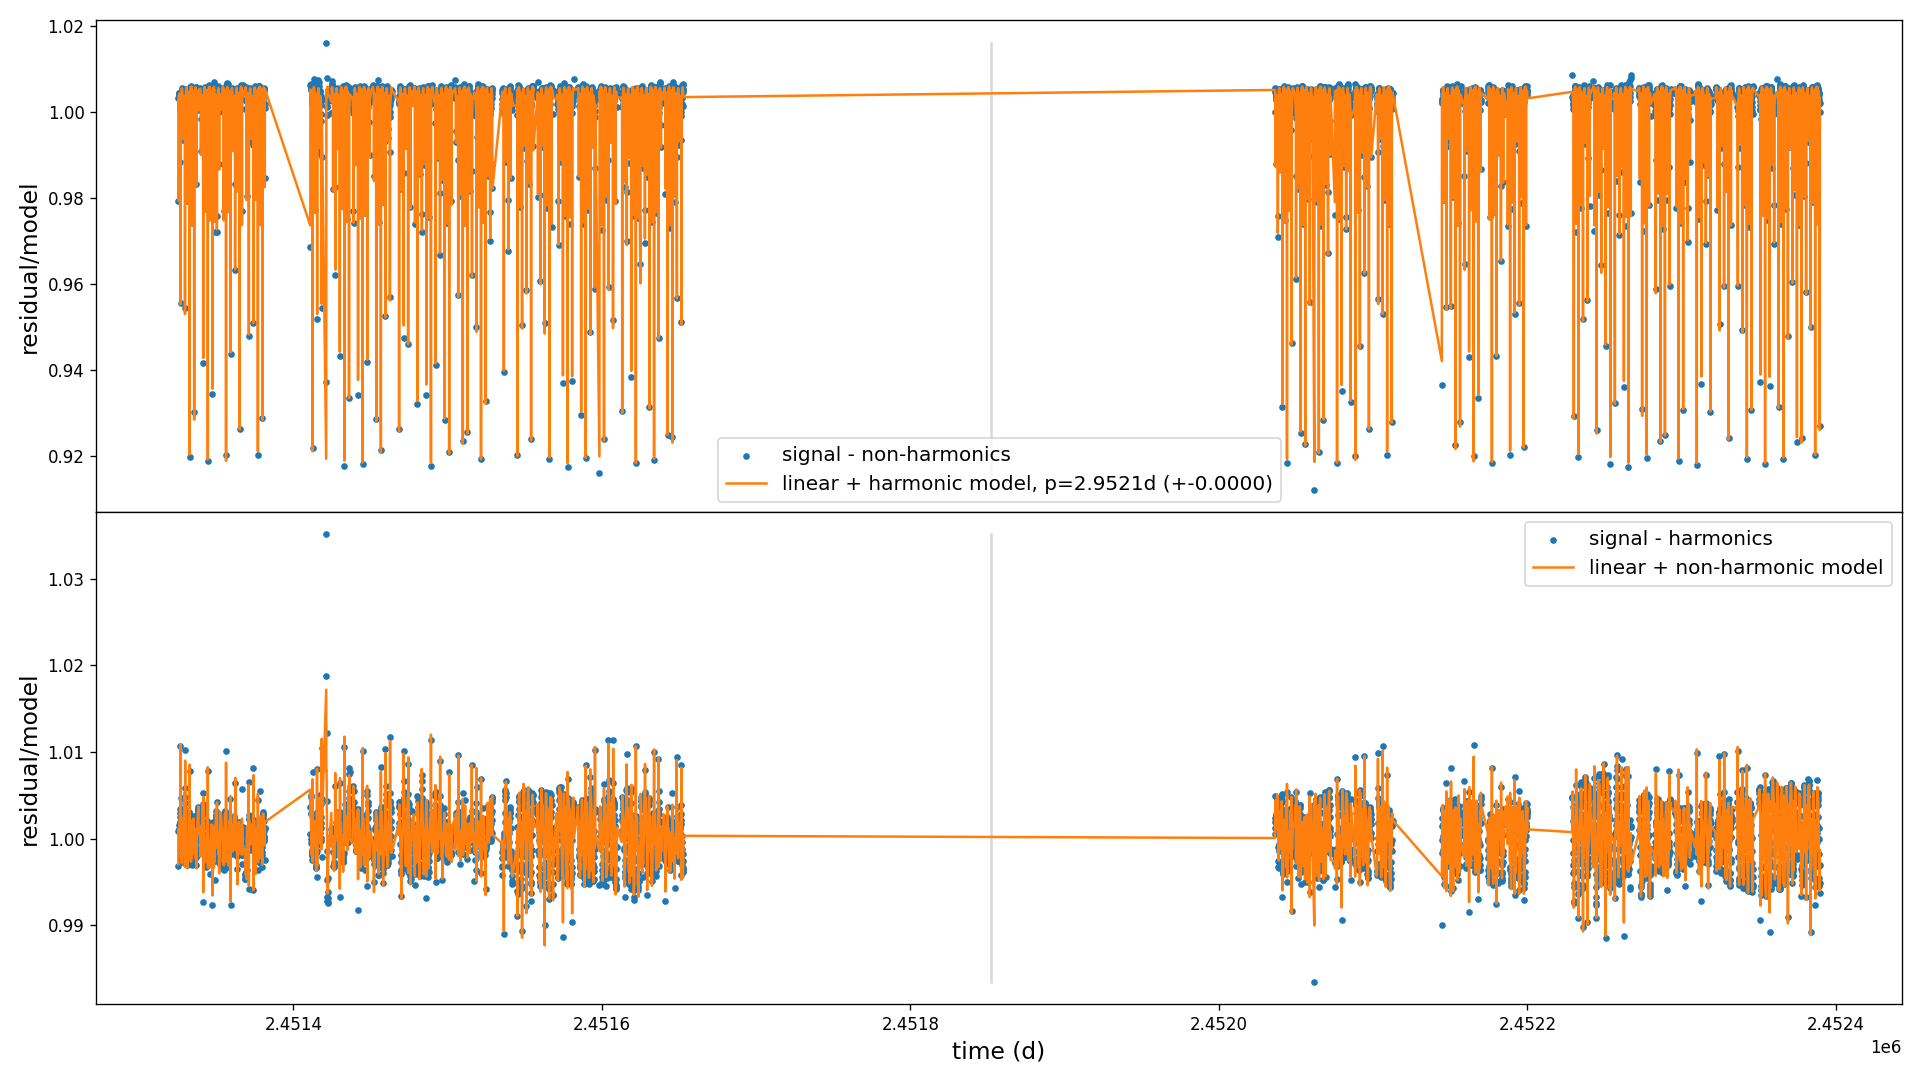 1.02
1.00
0.98
0.96
0.94
0.92
residual/model
signal - non-harmonics
linear + harmonic model, p=2.9521d (+-0.0000)
signal - harmonics
linear + non-harmonic model
1.03
1.02
1.01
1.00
0.99
residual/model
2.4514 2.4516 2.4518 2.4520 2.4522 2.4524
time (d)
1e6